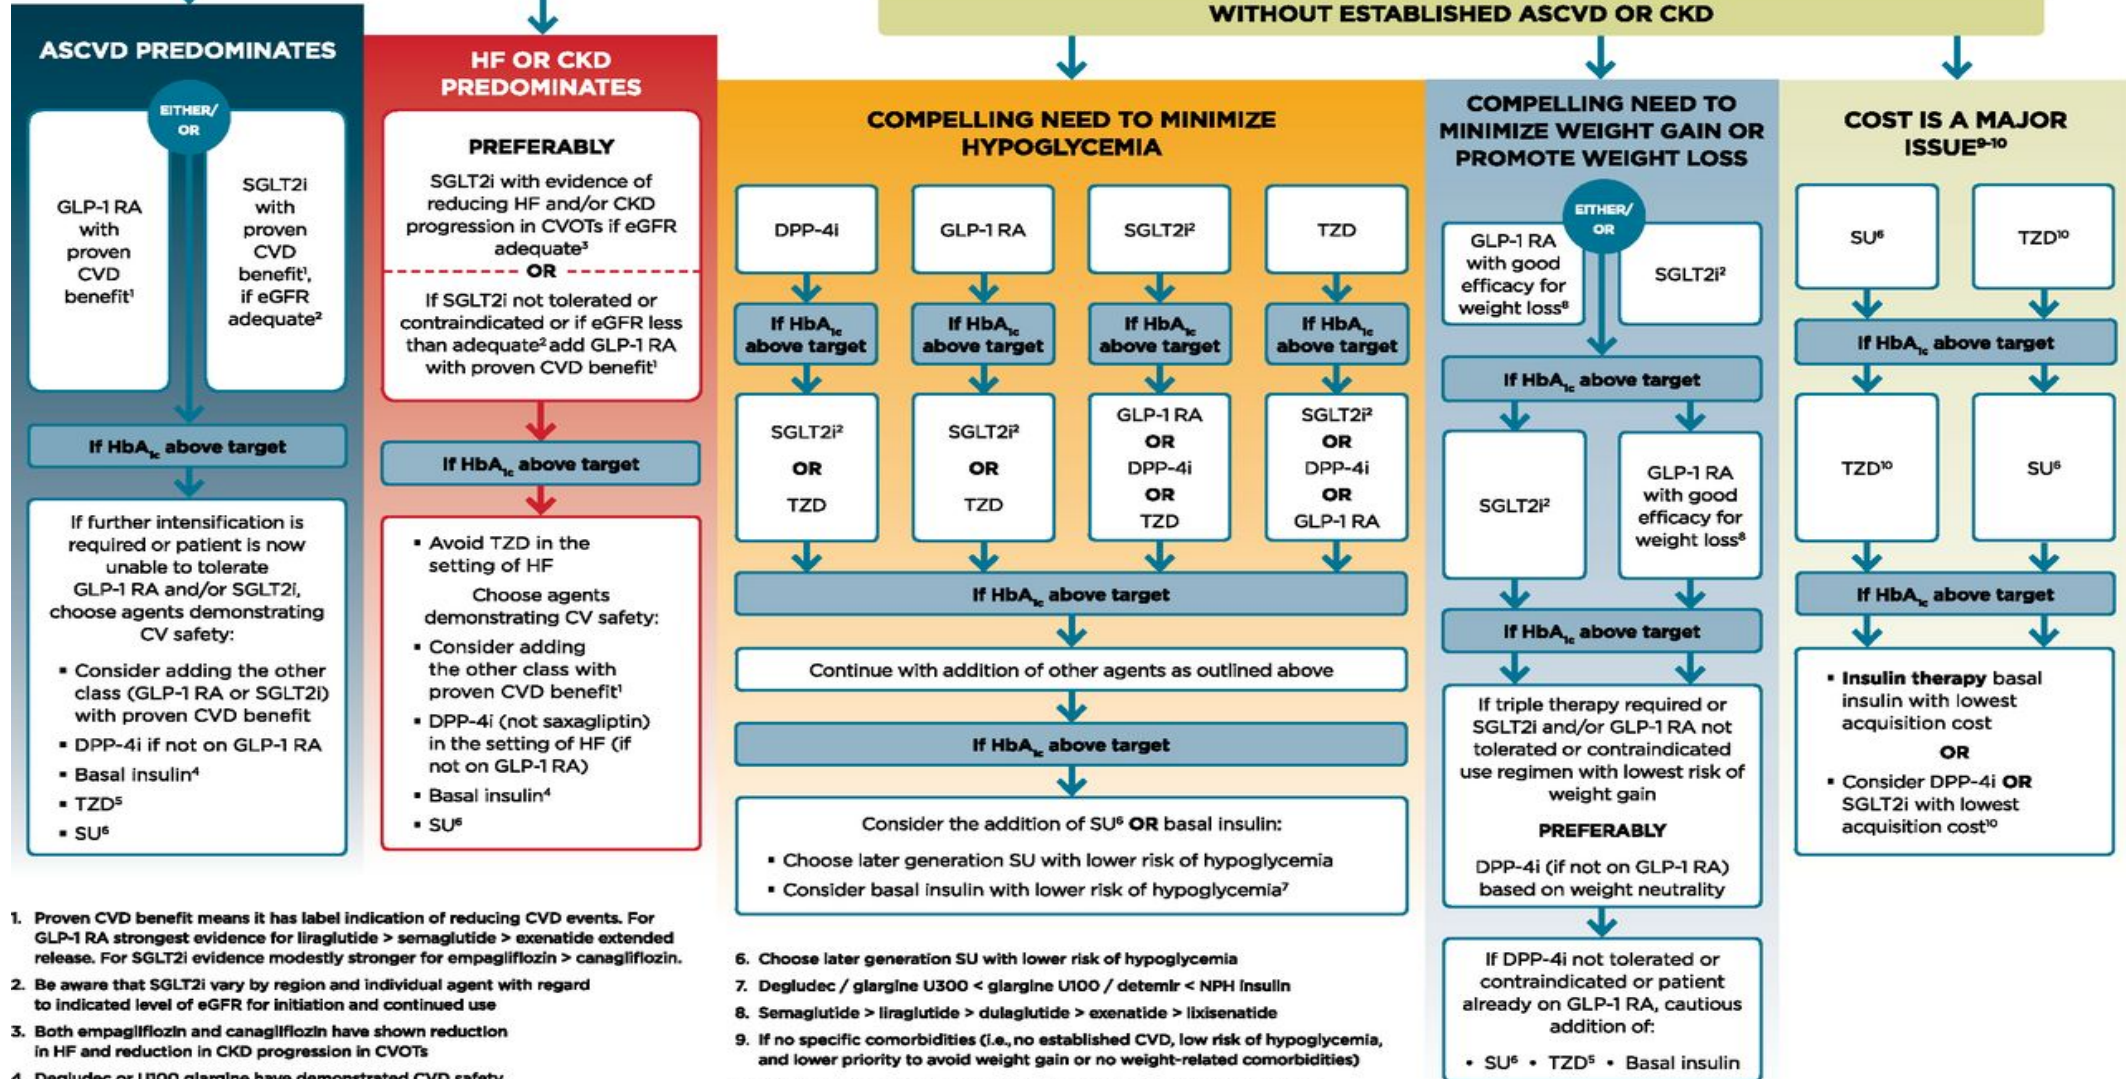 WITHOUT ESTABLISHED ASCVD OR CKD
ASCVD PREDOMINATES
EITHER/
OR
GLP-1 RA
with
proven
CVD
benefit¹
SGLT2i
with
proven
CVD
benefit¹,
if eGFR
adequate²
If HbA1c above target
If further intensification is
required or patient is now
unable to tolerate
GLP-1 RA and/or SGLT2i,
choose agents demonstrating
CV safety:
▪ Consider adding the other
class (GLP-1 RA or SGLT2i)
with proven CVD benefit
▪ DPP-4i if not on GLP-1 RA
▪ Basal insulin⁴
▪ TZD⁵
▪ SU⁶
HF OR CKD
PREDOMINATES
PREFERABLY
SGLT2i with evidence of
reducing HF and/or CKD
progression in CVOTs if eGFR
adequate³
OR
If SGLT2i not tolerated or
contraindicated or if eGFR less
than adequate² add GLP-1 RA
with proven CVD benefit¹
If HbA1c above target
▪ Avoid TZD in the
setting of HF
Choose agents
demonstrating CV safety:
▪ Consider adding
the other class with
proven CVD benefit¹
▪ DPP-4i (not saxagliptin)
in the setting of HF (if
not on GLP-1 RA)
▪ Basal insulin⁴
▪ SU⁶
COMPELLING NEED TO MINIMIZE
HYPOGLYCEMIA
DPP-4i
GLP-1 RA
SGLT2i²
TZD
If HbA1c
above target
If HbA1c
above target
If HbA1c
above target
If HbA1c
above target
SGLT2i²
OR
TZD
SGLT2i²
OR
TZD
GLP-1 RA
OR
DPP-4i
OR
TZD
SGLT2i²
OR
DPP-4i
OR
GLP-1 RA
If HbA1c above target
Continue with addition of other agents as outlined above
If HbA1c above target
Consider the addition of SU⁶ OR basal insulin:
▪ Choose later generation SU with lower risk of hypoglycemia
▪ Consider basal insulin with lower risk of hypoglycemia⁷
COMPELLING NEED TO
MINIMIZE WEIGHT GAIN OR
PROMOTE WEIGHT LOSS
EITHER/
OR
GLP-1 RA
with good
efficacy for
weight loss⁸
SGLT2i²
If HbA1c above target
SGLT2i²
GLP-1 RA
with good
efficacy for
weight loss⁸
If HbA1c above target
If triple therapy required or
SGLT2i and/or GLP-1 RA not
tolerated or contraindicated
use regimen with lowest risk of
weight gain
PREFERABLY
DPP-4i (if not on GLP-1 RA)
based on weight neutrality
If DPP-4i not tolerated or
contraindicated or patient
already on GLP-1 RA, cautious
addition of:
• SU⁶ • TZD⁵ • Basal insulin
COST IS A MAJOR
ISSUE⁹⁻¹⁰
SU⁶
TZD¹⁰
If HbA1c above target
TZD¹⁰
SU⁶
If HbA1c above target
▪ Insulin therapy basal
insulin with lowest
acquisition cost
OR
▪ Consider DPP-4i OR
SGLT2i with lowest
acquisition cost¹⁰
1. Proven CVD benefit means it has label indication of reducing CVD events. For
GLP-1 RA strongest evidence for liraglutide > semaglutide > exenatide extended
release. For SGLT2i evidence modestly stronger for empagliflozin > canagliflozin.
2. Be aware that SGLT2i vary by region and individual agent with regard
to indicated level of eGFR for initiation and continued use
3. Both empagliflozin and canagliflozin have shown reduction
in HF and reduction in CKD progression in CVOTs
4. Degludec or U100 glargine have demonstrated CVD safety
6. Choose later generation SU with lower risk of hypoglycemia
7. Degludec / glargine U300 < glargine U100 / detemir < NPH insulin
8. Semaglutide > liraglutide > dulaglutide > exenatide > lixisenatide
9. If no specific comorbidities (i.e., no established CVD, low risk of hypoglycemia,
and lower priority to avoid weight gain or no weight-related comorbidities)